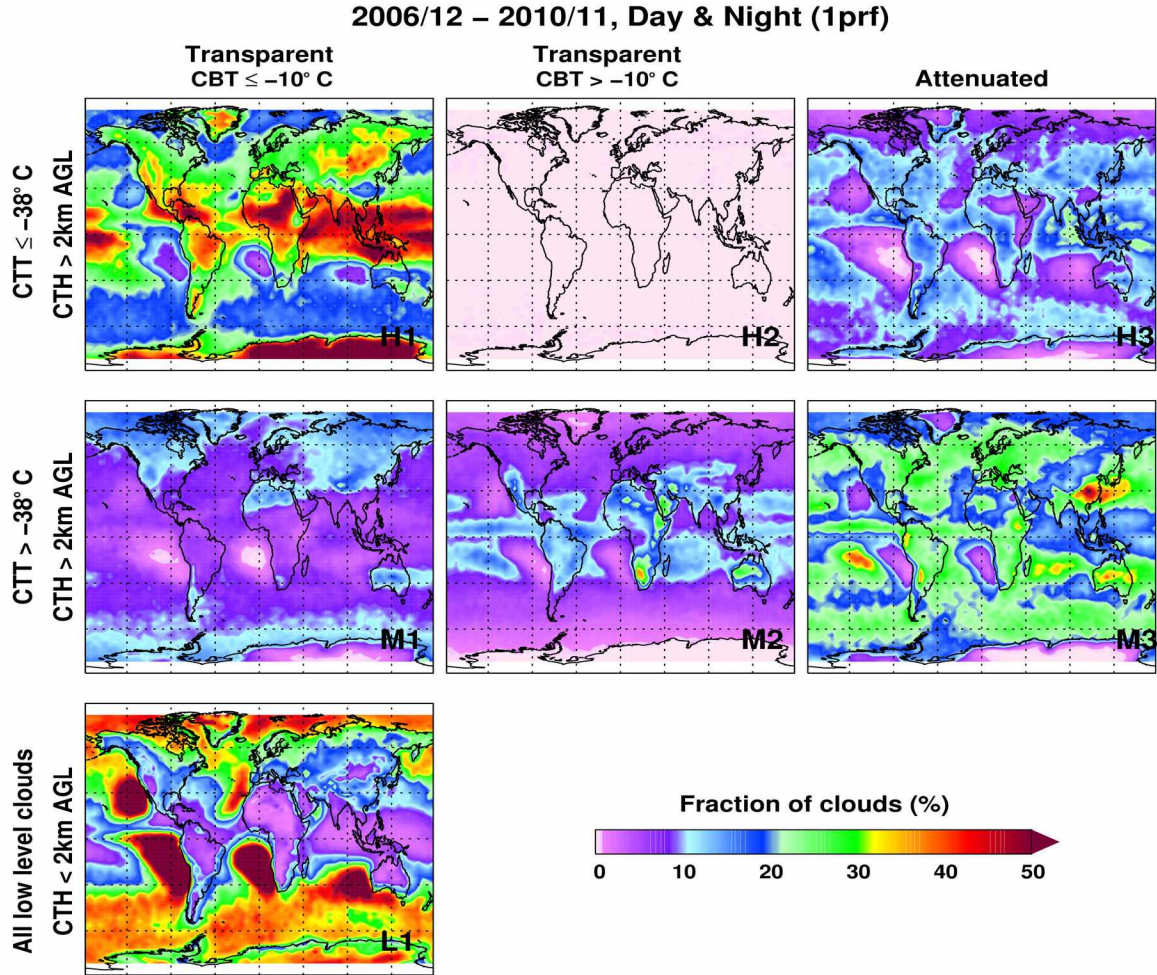 2006/12 – 2010/11, Day & Night (1prf)
Transparent
CBT ≤ −10° C
Transparent
CBT > −10° C
Attenuated
CTT ≤ −38° C
CTH > 2km AGL
H1
H2
H3
CTT > −38° C
CTH > 2km AGL
M1
M2
M3
All low level clouds
CTH < 2km AGL
L1
Fraction of clouds (%)
0 10 20 30 40 50